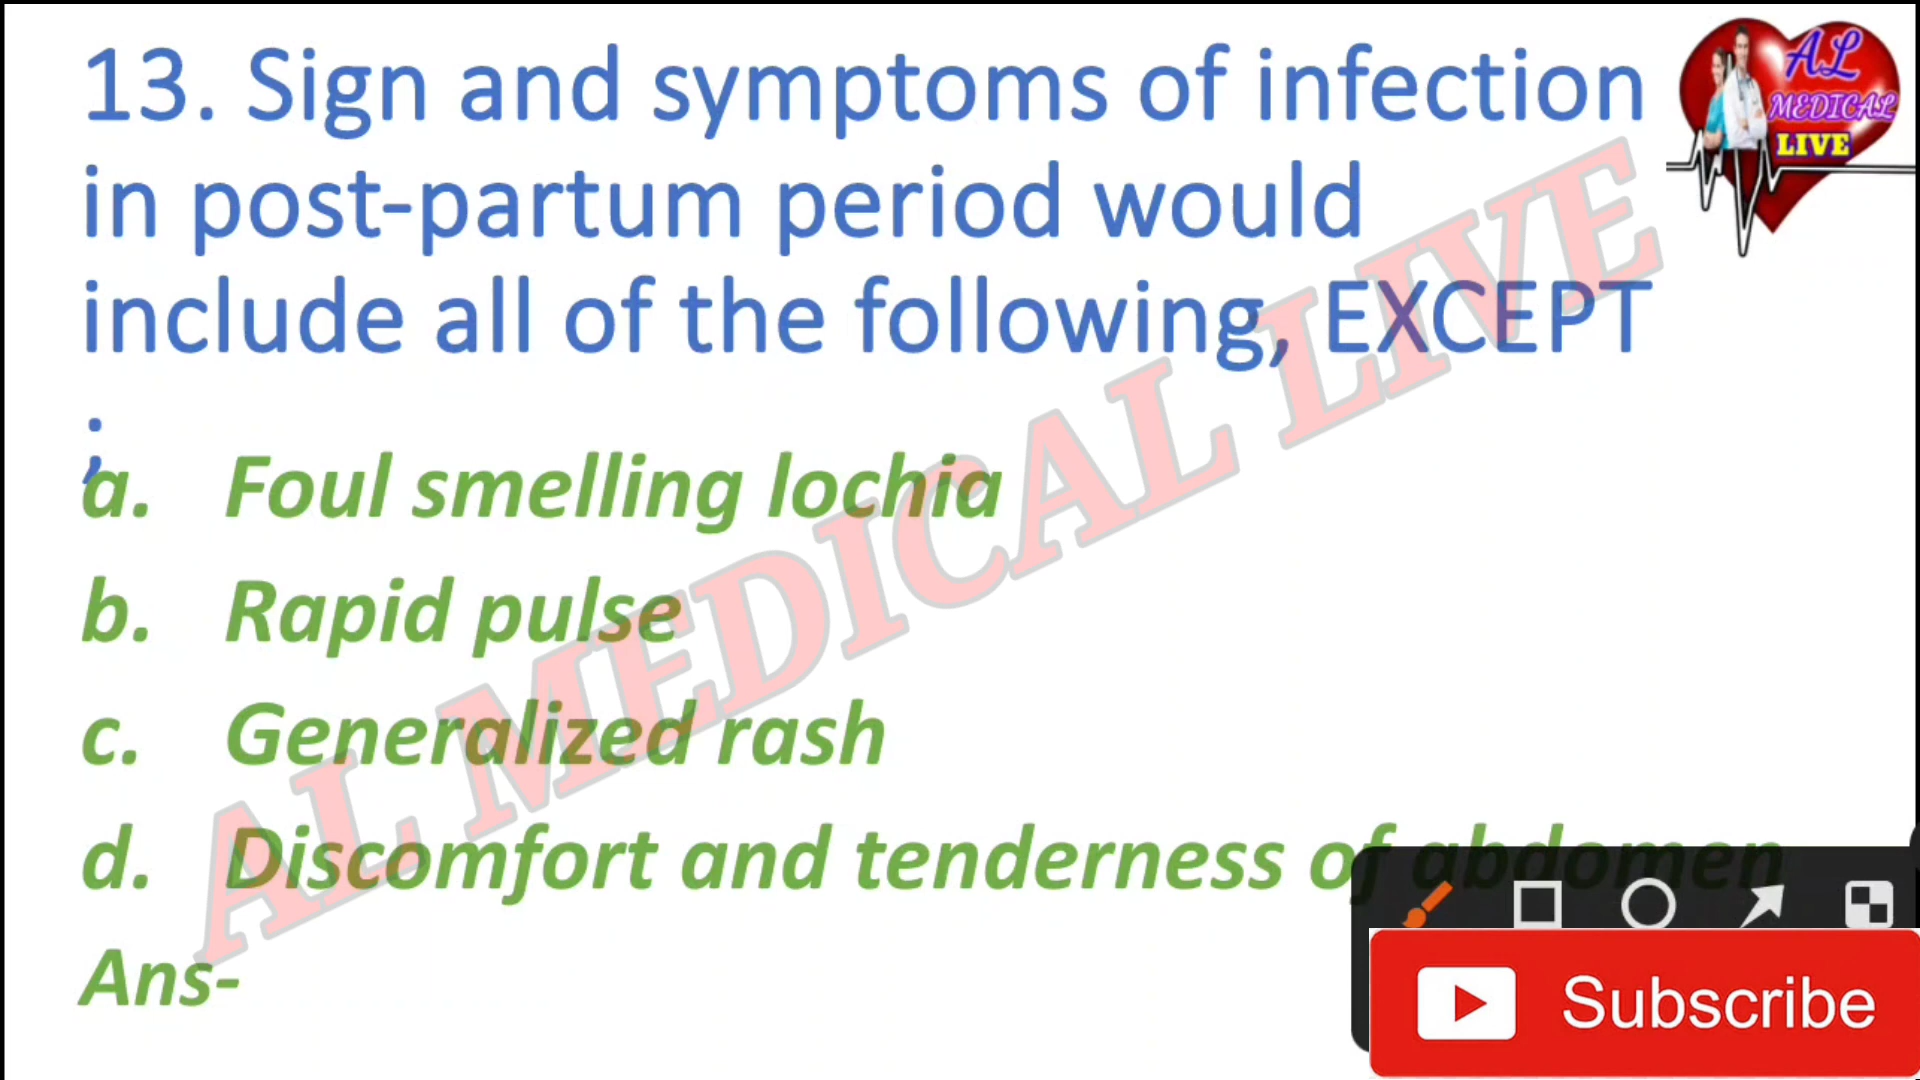 13. Sign and symptoms of infection
in post-partum period would
include all of the following, EXCEPT
;
a. Foul smelling lochia
b. Rapid pulse
c. Generalized rash
d. Discomfort and tenderness of abdomen
Ans-
AL
MEDICAL
LIVE
AL MEDICAL LIVE
Subscribe